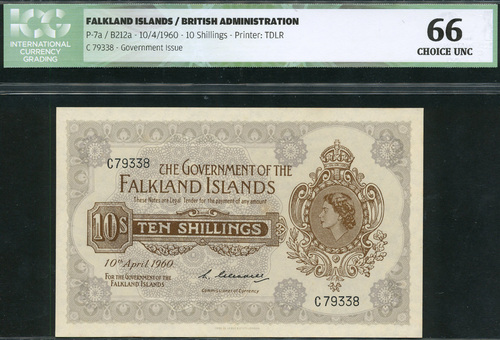 ICG
INTERNATIONAL
CURRENCY
GRADING
FALKLAND ISLANDS / BRITISH ADMINISTRATION
P-7a / B212a - 10/4/1960 - 10 Shillings - Printer: TDLR
C 79338 - Government Issue
66
CHOICE UNC
C79338
THE GOVERNMENT OF THE
FALKLAND ISLANDS
These Notes are Legal Tender for the payment of any amount
10s TEN SHILLINGS
10th April 1960
FOR THE GOVERNMENT OF THE
FALKLAND ISLANDS
Commissioner of Currency
C79338